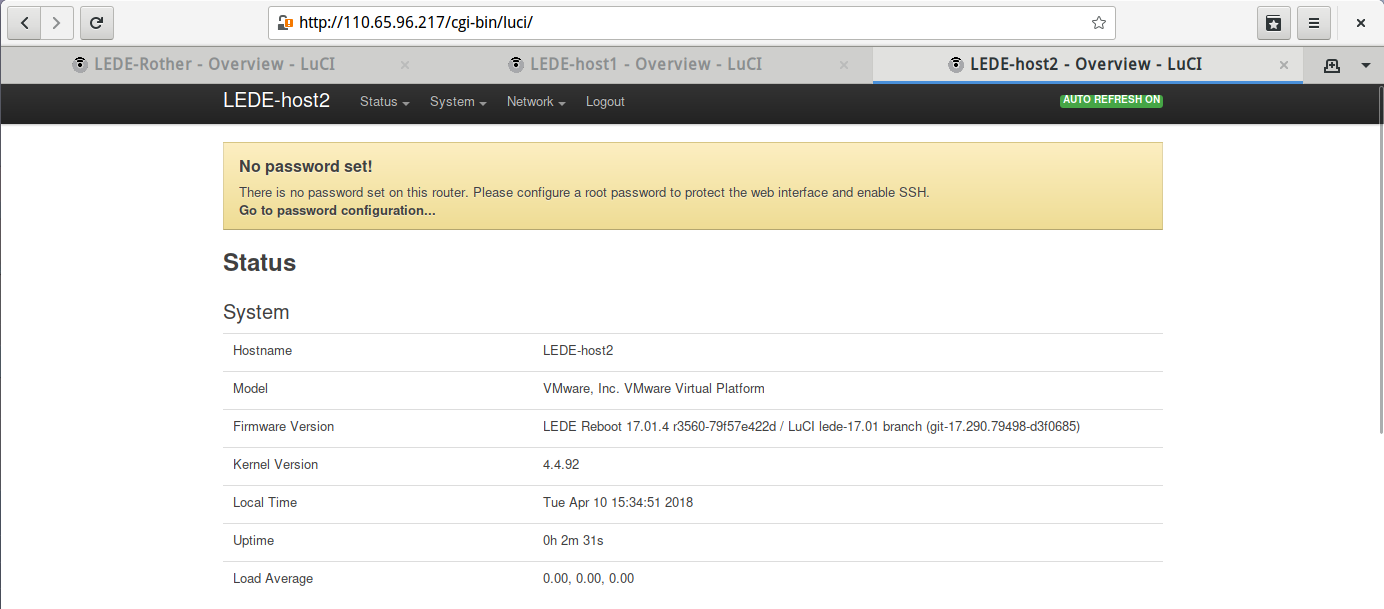 http://110.65.96.217/cgi-bin/luci/
LEDE-Rother - Overview - LuCI
LEDE-host1 - Overview - LuCI
LEDE-host2 - Overview - LuCI
LEDE-host2 Status System Network Logout AUTO REFRESH ON
No password set!
There is no password set on this router. Please configure a root password to protect the web interface and enable SSH.
Go to password configuration...
Status
System
Hostname LEDE-host2
Model VMware, Inc. VMware Virtual Platform
Firmware Version LEDE Reboot 17.01.4 r3560-79f57e422d / LuCI lede-17.01 branch (git-17.290.79498-d3f0685)
Kernel Version 4.4.92
Local Time Tue Apr 10 15:34:51 2018
Uptime 0h 2m 31s
Load Average 0.00, 0.00, 0.00